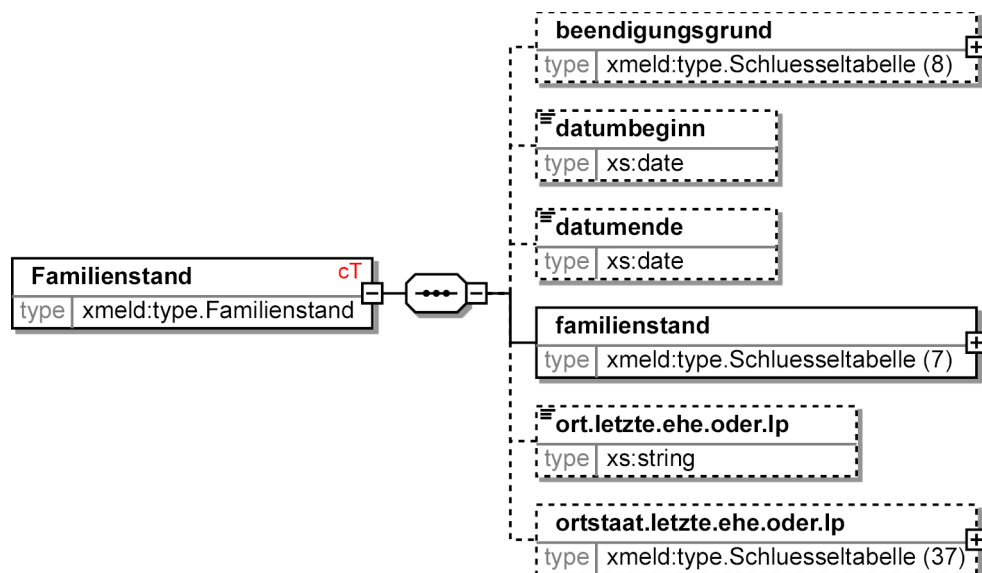 beendigungsgrund
type xmeld:type.Schluesseltabelle (8)
datumbeginn
type xs:date
datumende
type xs:date
Familienstand cT
type xmeld:type.Familienstand
familienstand
type xmeld:type.Schluesseltabelle (7)
ort.letzte.ehe.oder.lp
type xs:string
ortstaat.letzte.ehe.oder.lp
type xmeld:type.Schluesseltabelle (37)